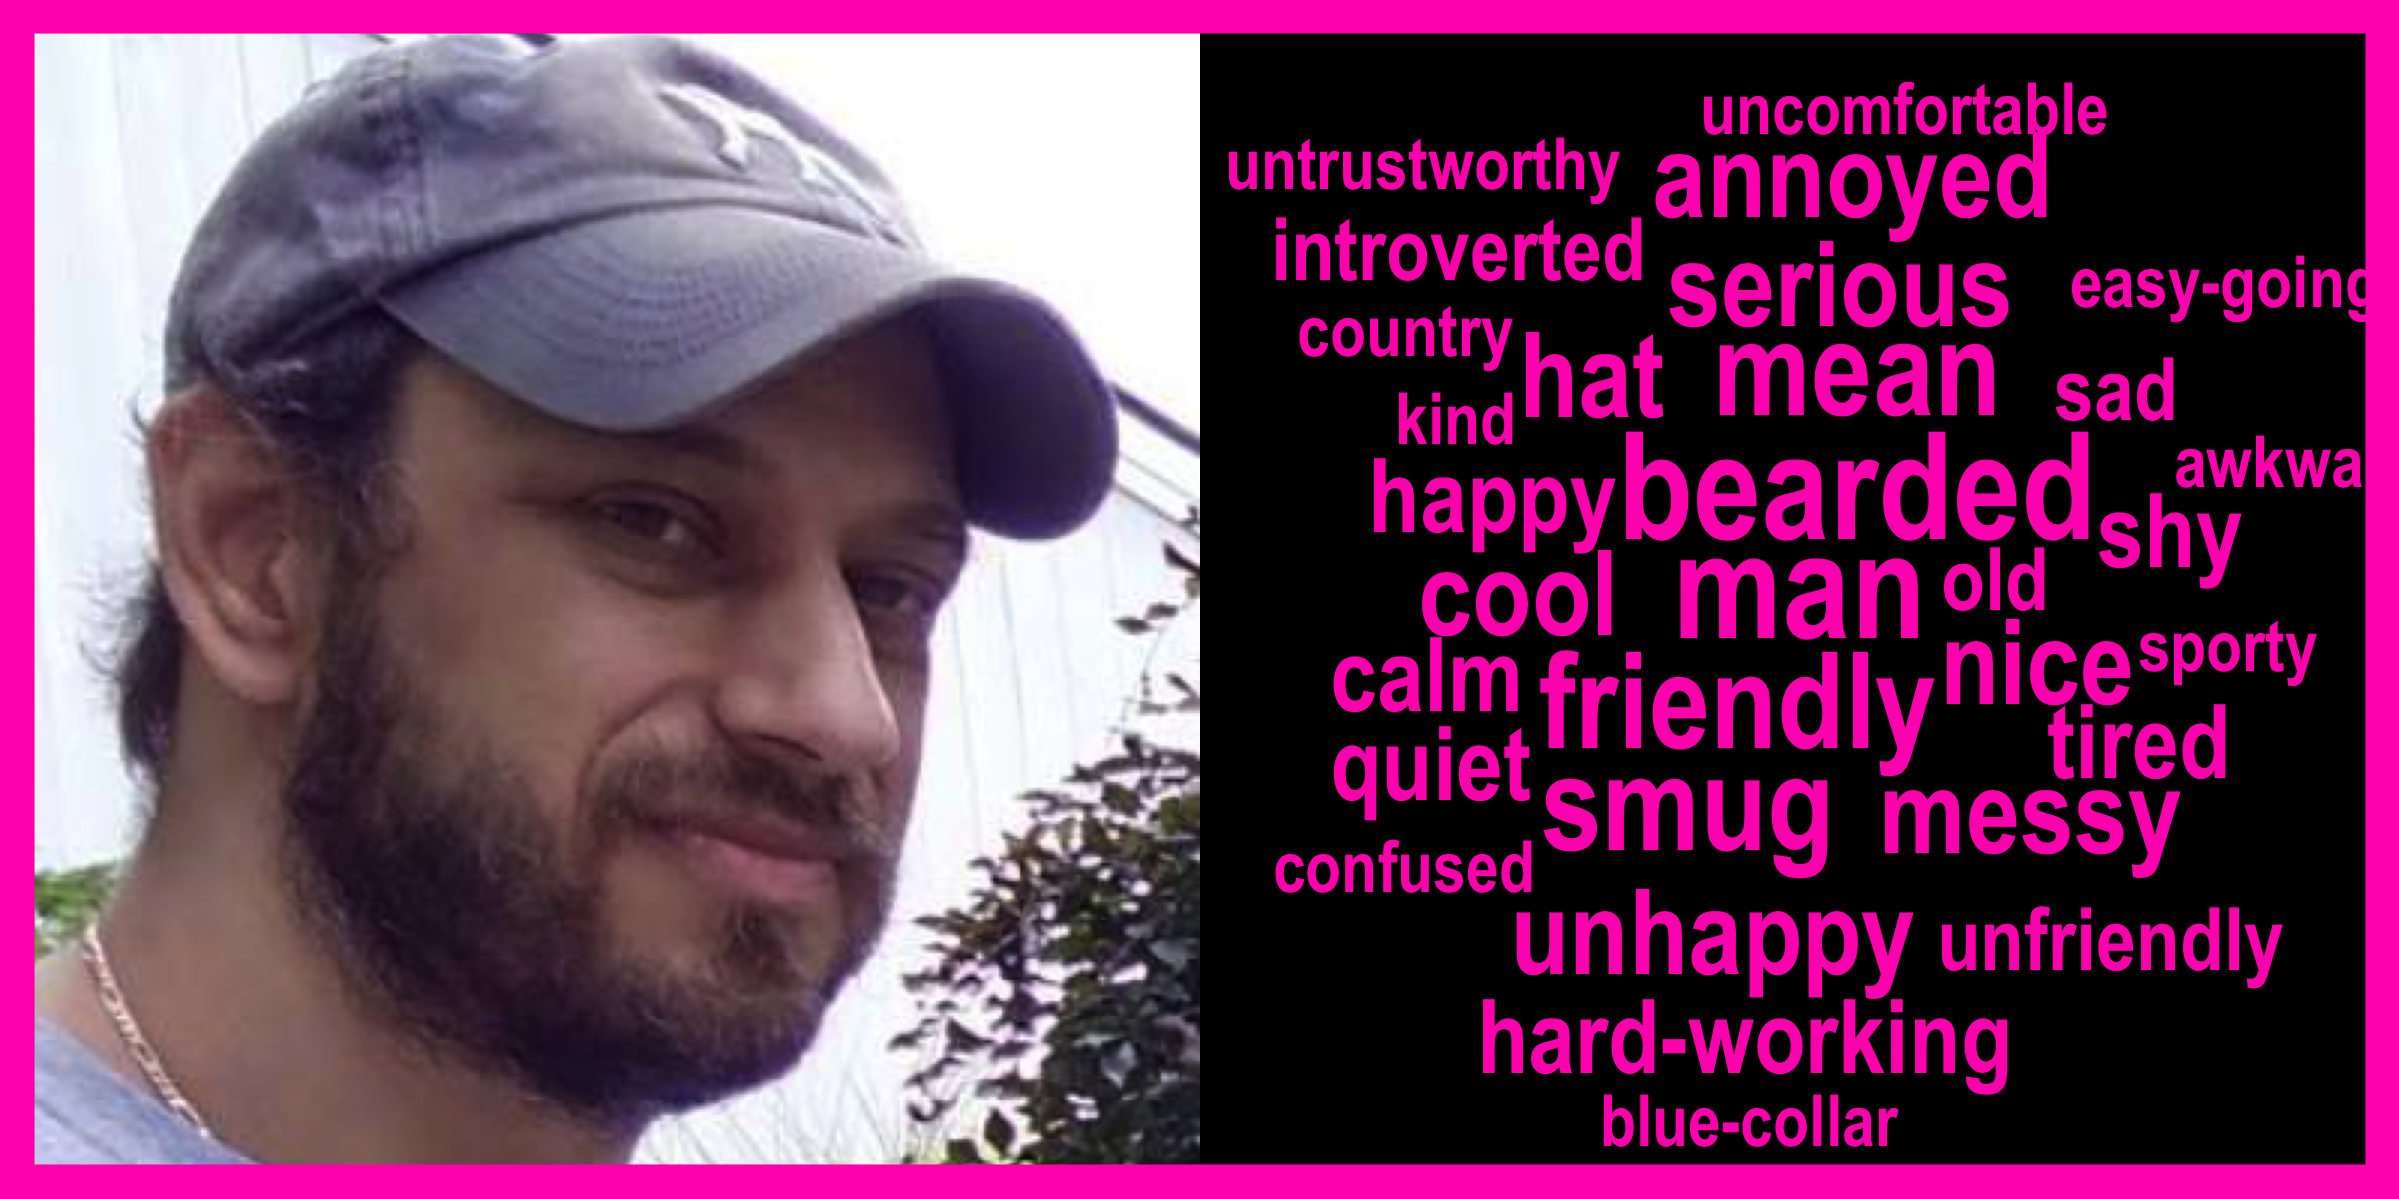 uncomfortable
untrustworthy annoyed
introverted serious easy-going
country hat mean sad
kind
happy bearded shy awkwa
cool man old
calm friendly nice sporty
quiet smug messy tired
confused
unhappy unfriendly
hard-working
blue-collar